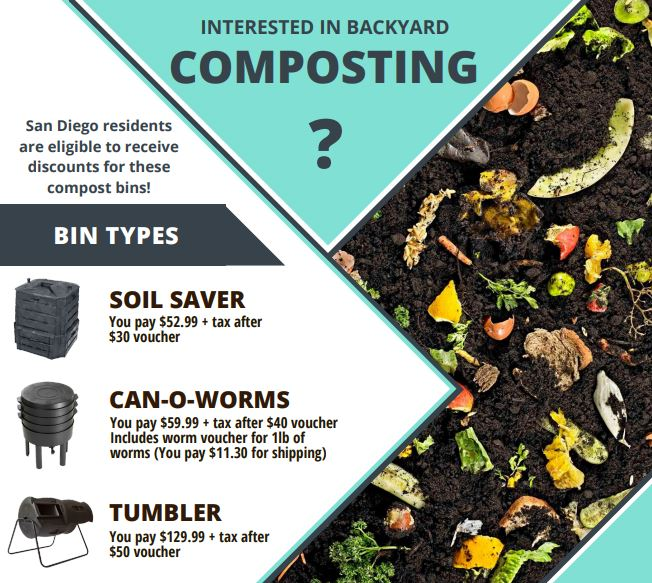 INTERESTED IN BACKYARD
COMPOSTING
?
San Diego residents
are eligible to receive
discounts for these
compost bins!
BIN TYPES
SOIL SAVER
You pay $52.99 + tax after
$30 voucher
CAN-O-WORMS
You pay $59.99 + tax after $40 voucher
Includes worm voucher for 1lb of
worms (You pay $11.30 for shipping)
TUMBLER
You pay $129.99 + tax after
$50 voucher